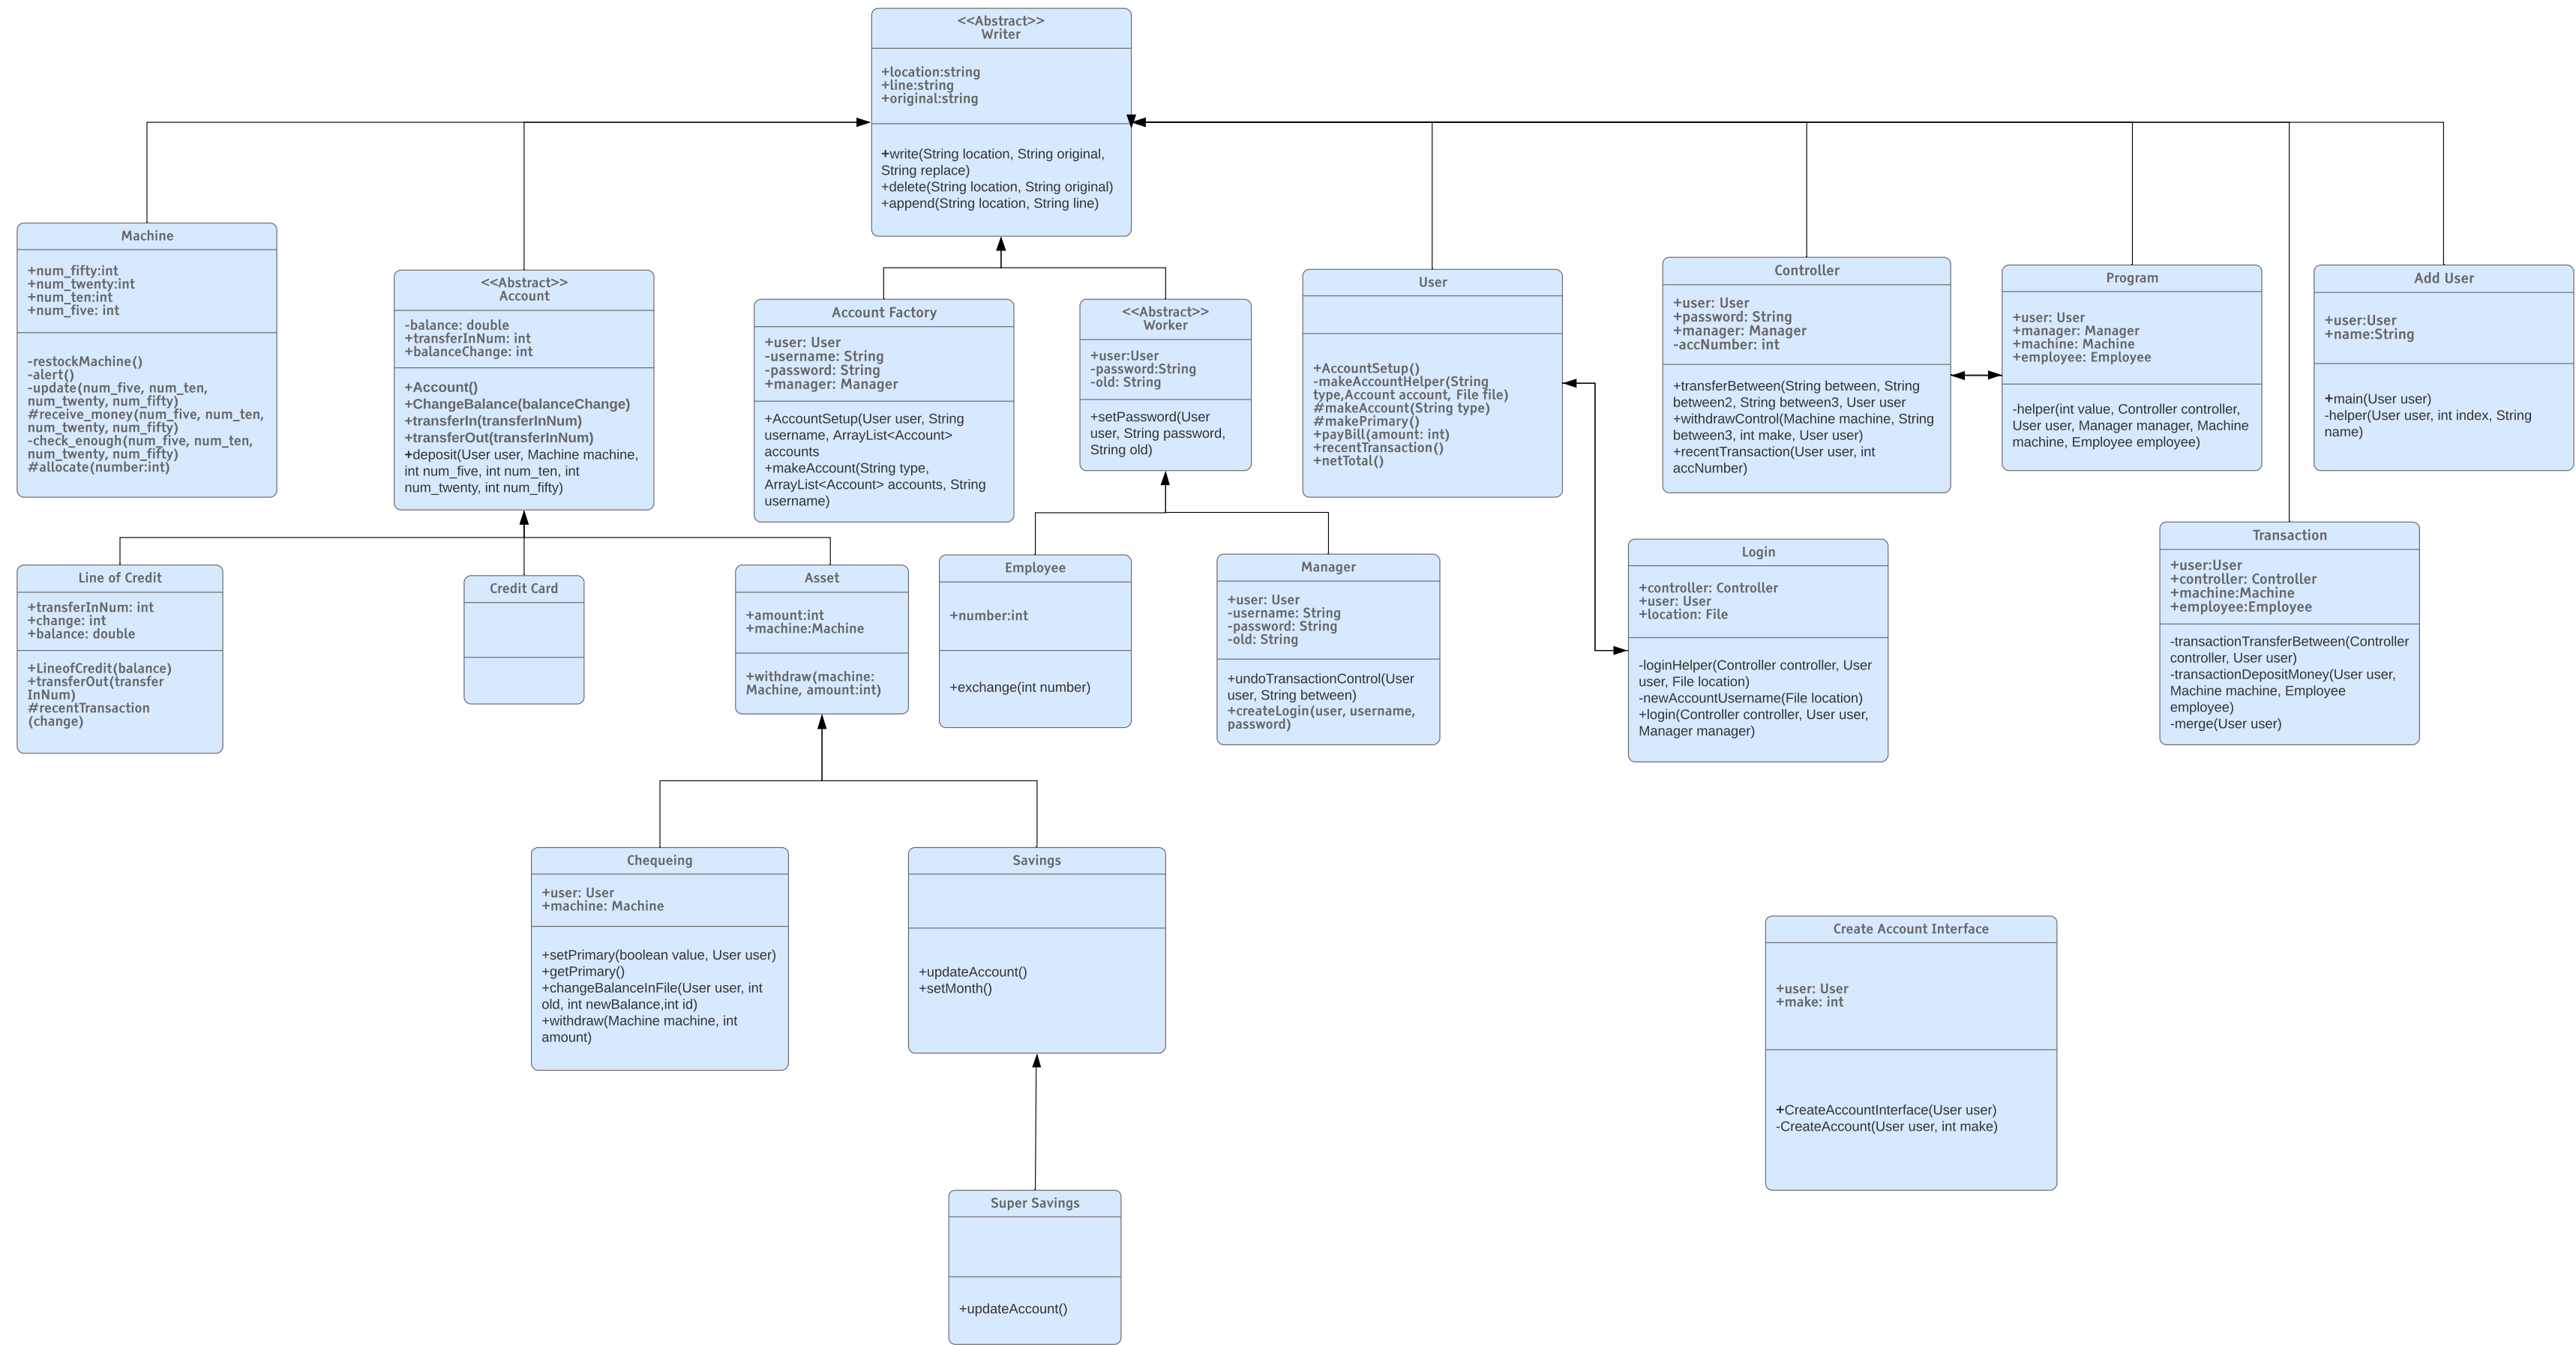 <<Abstract>>
Writer
+location:string
+line:string
+original:string
+write(String location, String original,
String replace)
+delete(String location, String original)
+append(String location, String line)
Machine
+num_fifty:int
+num_twenty:int
+num_ten:int
+num_five: int
-restockMachine()
-alert()
-update(num_five, num_ten,
num_twenty, num_fifty)
#receive_money(num_five, num_ten,
num_twenty, num_fifty)
-check_enough(num_five, num_ten,
num_twenty, num_fifty)
#allocate(number:int)
<<Abstract>>
Account
-balance: double
+transferInNum: int
+balanceChange: int
+Account()
+ChangeBalance(balanceChange)
+transferIn(transferInNum)
+transferOut(transferInNum)
+deposit(User user, Machine machine,
int num_five, int num_ten, int
num_twenty, int num_fifty)
Account Factory
+user: User
-username: String
-password: String
+manager: Manager
+AccountSetup(User user, String
username, ArrayList<Account>
accounts
+makeAccount(String type,
ArrayList<Account> accounts, String
username)
<<Abstract>>
Worker
+user:User
-password:String
-old: String
+setPassword(User
user, String password,
String old)
User
+AccountSetup()
-makeAccountHelper(String
type,Account account, File file)
#makeAccount(String type)
#makePrimary()
+payBill(amount: int)
+recentTransaction()
+netTotal()
Controller
+user: User
+password: String
+manager: Manager
-accNumber: int
+transferBetween(String between, String
between2, String between3, User user
+withdrawControl(Machine machine, String
between3, int make, User user)
+recentTransaction(User user, int
accNumber)
Program
+user: User
+manager: Manager
+machine: Machine
+employee: Employee
-helper(int value, Controller controller,
User user, Manager manager, Machine
machine, Employee employee)
Add User
+user:User
+name:String
+main(User user)
-helper(User user, int index, String
name)
Line of Credit
+transferInNum: int
+change: int
+balance: double
+LineofCredit(balance)
+transferOut(transfer
InNum)
#recentTransaction
(change)
Credit Card
Asset
+amount:int
+machine:Machine
+withdraw(machine:
Machine, amount:int)
Employee
+number:int
+exchange(int number)
Manager
+user: User
-username: String
-password: String
-old: String
+undoTransactionControl(User
user, String between)
+createLogin(user, username,
password)
Login
+controller: Controller
+user: User
+location: File
-loginHelper(Controller controller, User
user, File location)
-newAccountUsername(File location)
+login(Controller controller, User user,
Manager manager)
Transaction
+user:User
+controller: Controller
+machine:Machine
+employee:Employee
-transactionTransferBetween(Controller
controller, User user)
-transactionDepositMoney(User user,
Machine machine, Employee
employee)
-merge(User user)
Chequeing
+user: User
+machine: Machine
+setPrimary(boolean value, User user)
+getPrimary()
+changeBalanceInFile(User user, int
old, int newBalance,int id)
+withdraw(Machine machine, int
amount)
Savings
+updateAccount()
+setMonth()
Create Account Interface
+user: User
+make: int
+CreateAccountInterface(User user)
-CreateAccount(User user, int make)
Super Savings
+updateAccount()